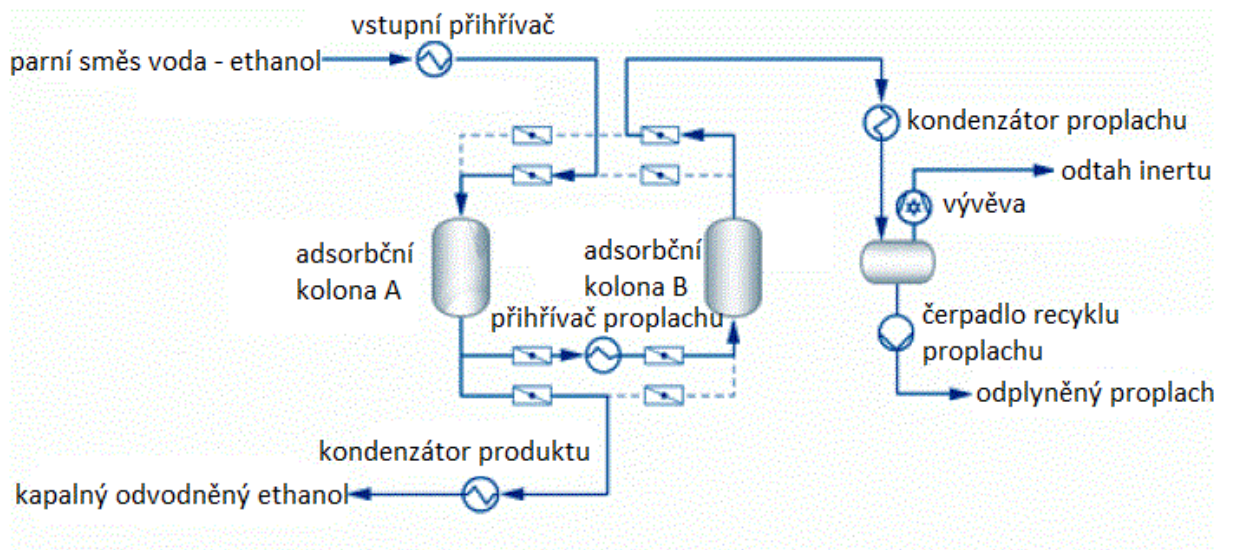 vstupní přihřívač
parní směs voda - ethanol
kondenzátor proplachu
odtah inertu
vývěva
adsorbční
kolona A
adsorbční
kolona B
přihřívač proplachu
čerpadlo recyklu
proplachu
odplyněný proplach
kondenzátor produktu
kapalný odvodněný ethanol